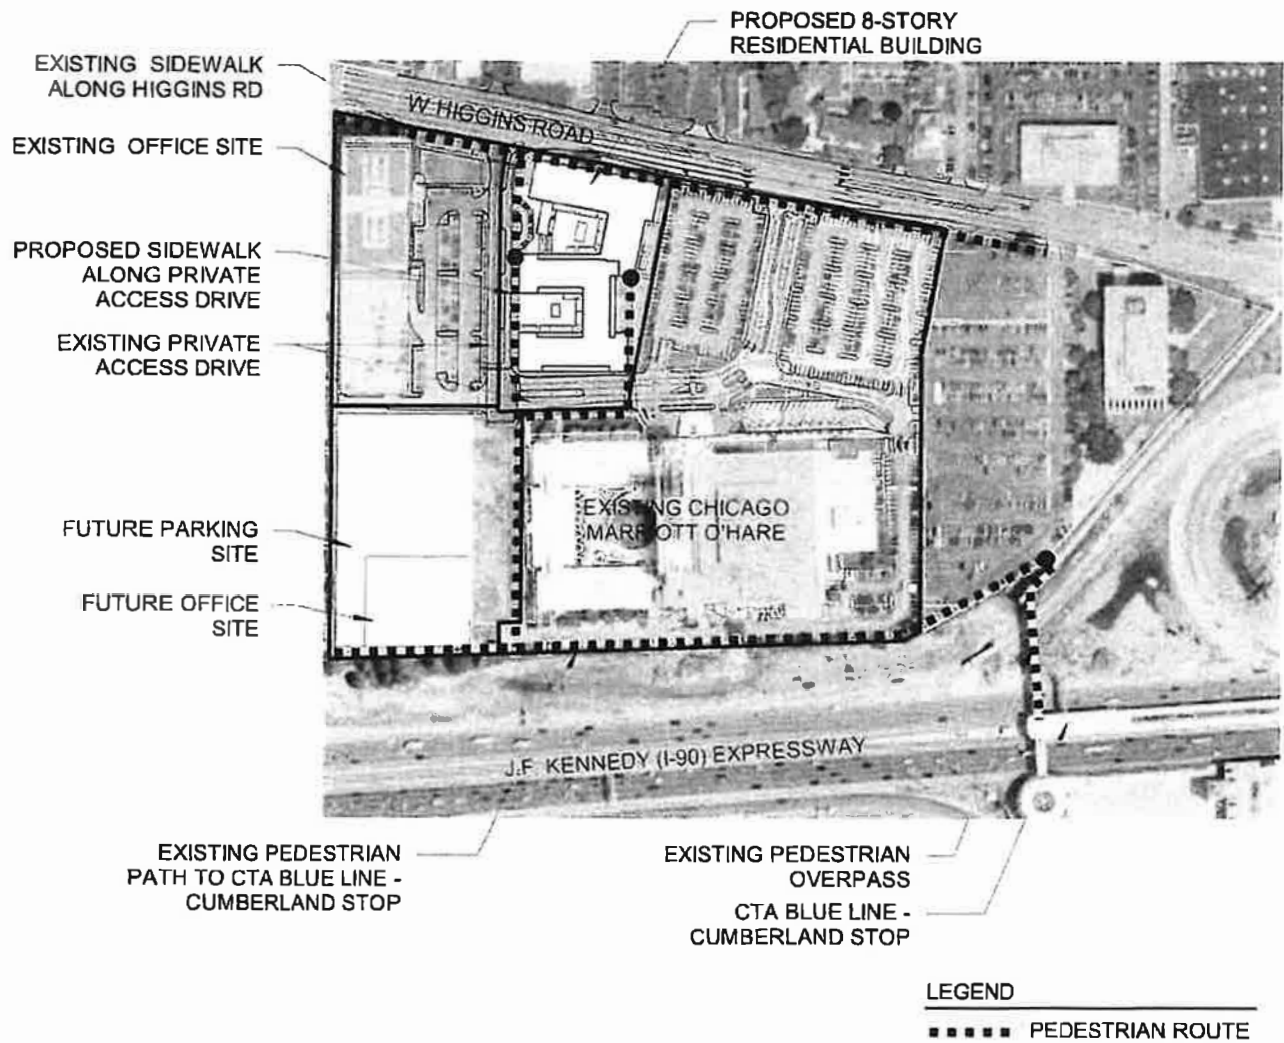 PROPOSED 8-STORY
RESIDENTIAL BUILDING
EXISTING SIDEWALK
ALONG HIGGINS RD
W. HIGGINS ROAD
EXISTING OFFICE SITE
PROPOSED SIDEWALK
ALONG PRIVATE
ACCESS DRIVE
EXISTING PRIVATE
ACCESS DRIVE
EXISTING CHICAGO
MARRIOTT O'HARE
FUTURE PARKING
SITE
FUTURE OFFICE
SITE
J.F. KENNEDY (I-90) EXPRESSWAY
EXISTING PEDESTRIAN
PATH TO CTA BLUE LINE -
CUMBERLAND STOP
EXISTING PEDESTRIAN
OVERPASS
CTA BLUE LINE -
CUMBERLAND STOP
LEGEND
PEDESTRIAN ROUTE